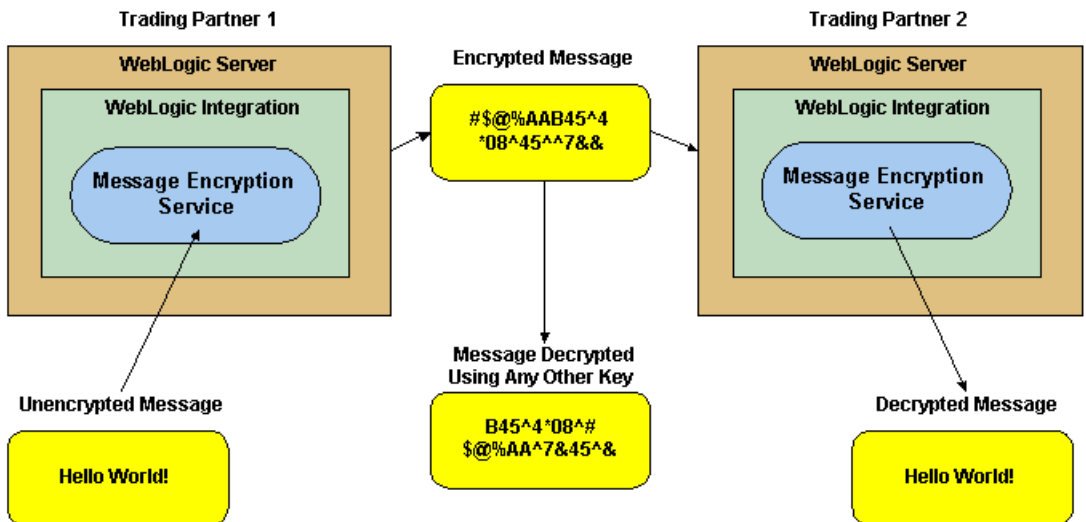 Trading Partner 1
WebLogic Server
WebLogic Integration
Message Encryption
Service
Unencrypted Message
Hello World!
Encrypted Message
#$@%AAB45^4
*08^45^^7&&
Message Decrypted
Using Any Other Key
B45^4*08^#
$@%AA^7&45^&
Trading Partner 2
WebLogic Server
WebLogic Integration
Message Encryption
Service
Decrypted Message
Hello World!